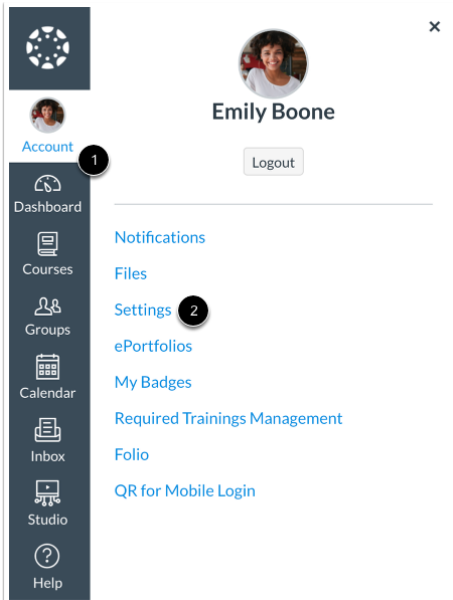 Account
1
Dashboard
Courses
Groups
Calendar
Inbox
Studio
Help
×
Emily Boone
Logout
Notifications
Files
Settings 2
ePortfolios
My Badges
Required Trainings Management
Folio
QR for Mobile Login